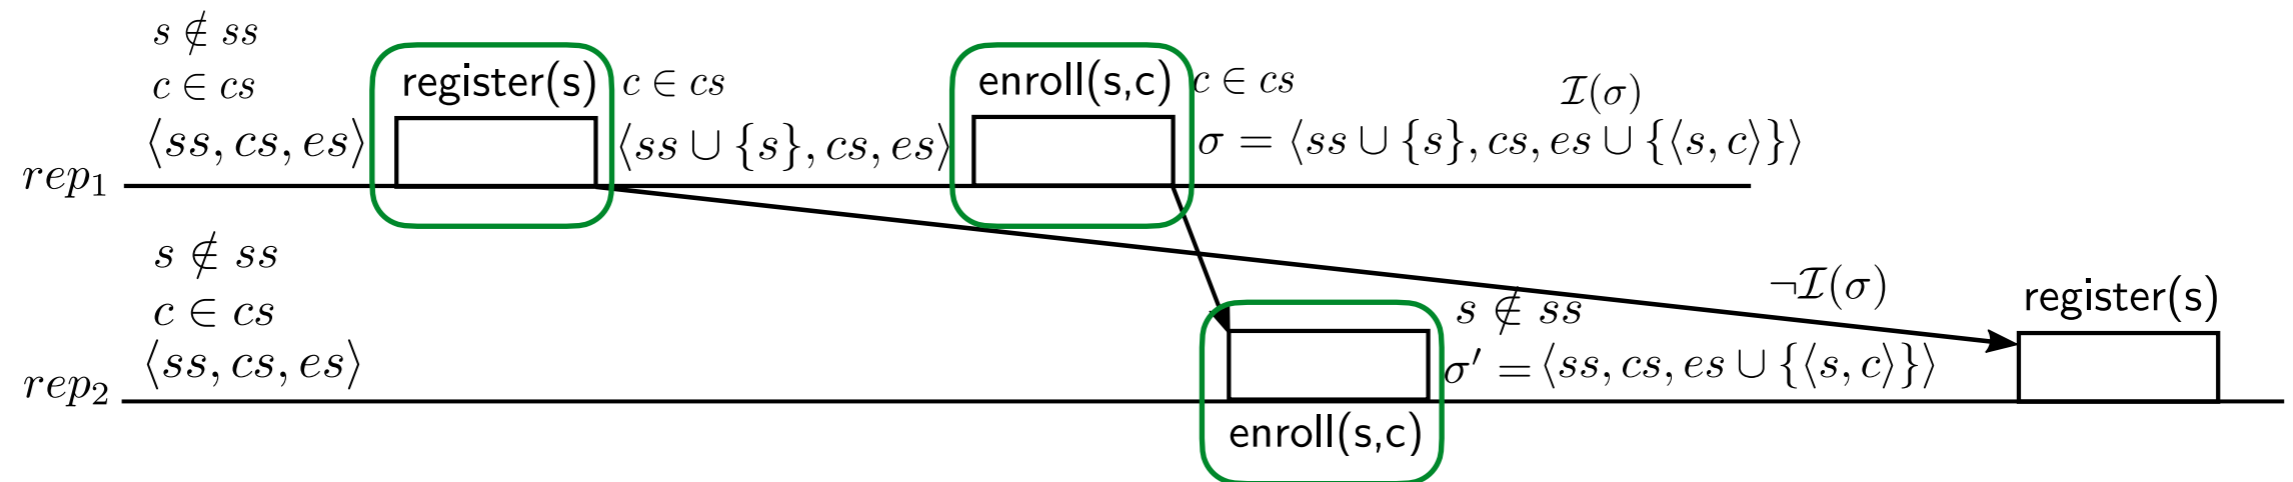 s ∉ ss
c ∈ cs
⟨ss, cs, es⟩
register(s)
c ∈ cs
⟨ss ∪ {s}, cs, es⟩
enroll(s,c)
c ∈ cs
I(σ)
σ = ⟨ss ∪ {s}, cs, es ∪ {⟨s, c⟩}⟩
rep₁
s ∉ ss
c ∈ cs
⟨ss, cs, es⟩
rep₂
enroll(s,c)
s ∉ ss
σ′ = ⟨ss, cs, es ∪ {⟨s, c⟩}⟩
¬I(σ)
register(s)